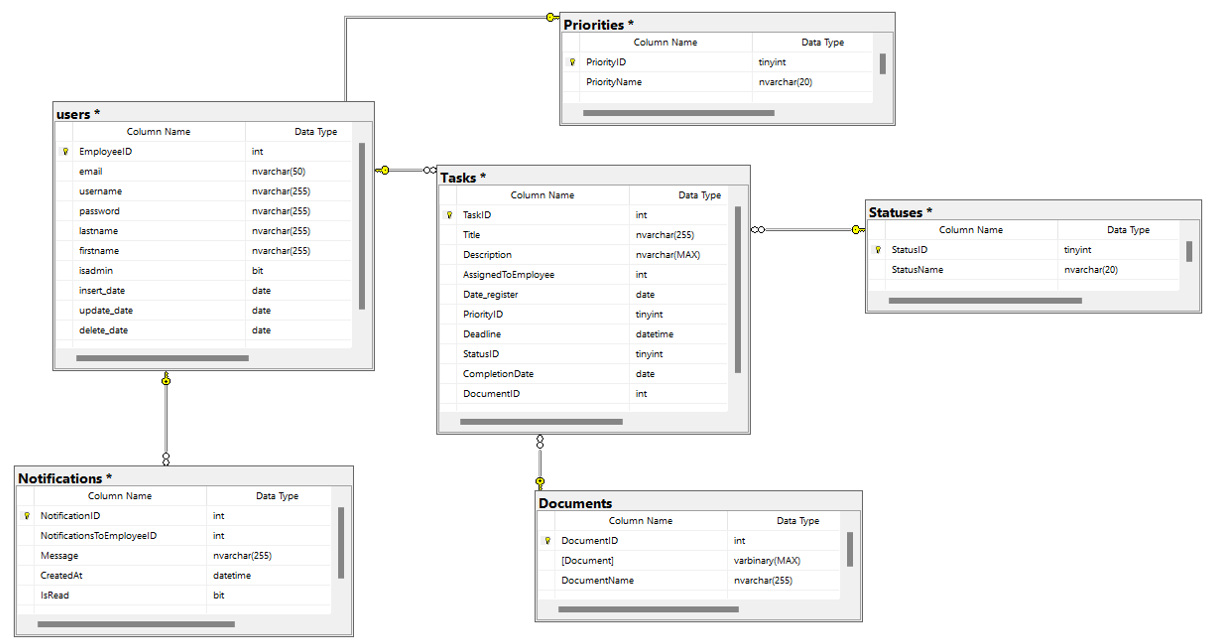 Priorities *
Column Name Data Type
PriorityID tinyint
PriorityName nvarchar(20)
users *
Column Name Data Type
EmployeeID int
email nvarchar(50)
username nvarchar(255)
password nvarchar(255)
lastname nvarchar(255)
firstname nvarchar(255)
isadmin bit
insert_date date
update_date date
delete_date date
Tasks *
Column Name Data Type
TaskID int
Title nvarchar(255)
Description nvarchar(MAX)
AssignedToEmployee int
Date_register date
PriorityID tinyint
Deadline datetime
StatusID tinyint
CompletionDate date
DocumentID int
Statuses *
Column Name Data Type
StatusID tinyint
StatusName nvarchar(20)
Notifications *
Column Name Data Type
NotificationID int
NotificationsToEmployeeID int
Message nvarchar(255)
CreatedAt datetime
IsRead bit
Documents
Column Name Data Type
DocumentID int
[Document] varbinary(MAX)
DocumentName nvarchar(255)